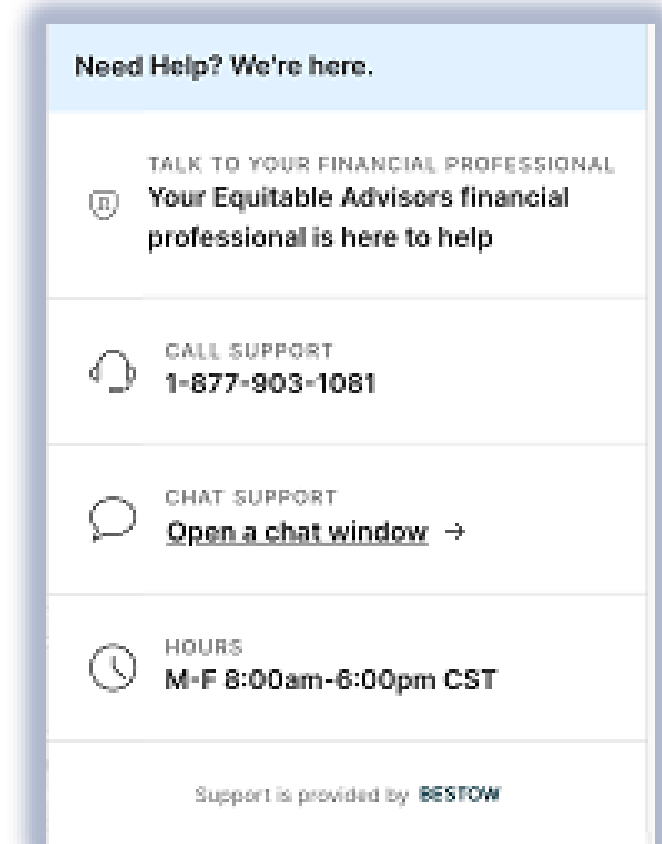 Need Help? We're here.
TALK TO YOUR FINANCIAL PROFESSIONAL
Your Equitable Advisors financial
professional is here to help
CALL SUPPORT
1-877-903-1081
CHAT SUPPORT
Open a chat window →
HOURS
M-F 8:00am-6:00pm CST
Support is provided by BESTOW